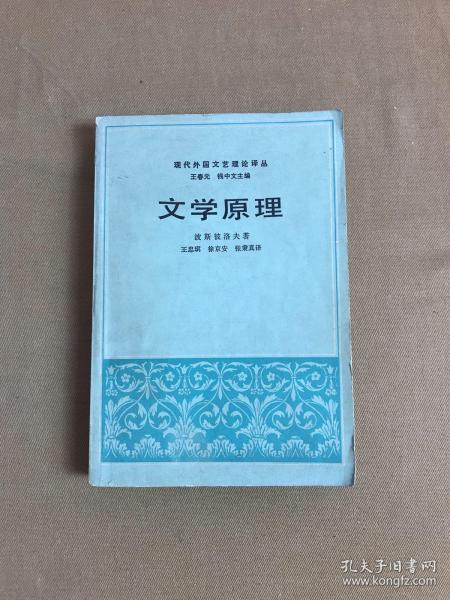 现代外国文艺理论译丛
王春元 钱中文主编
文学原理
波斯彼洛夫著
王忠琪 徐京安 张秉真译
孔夫子旧书网
www.kongfz.com